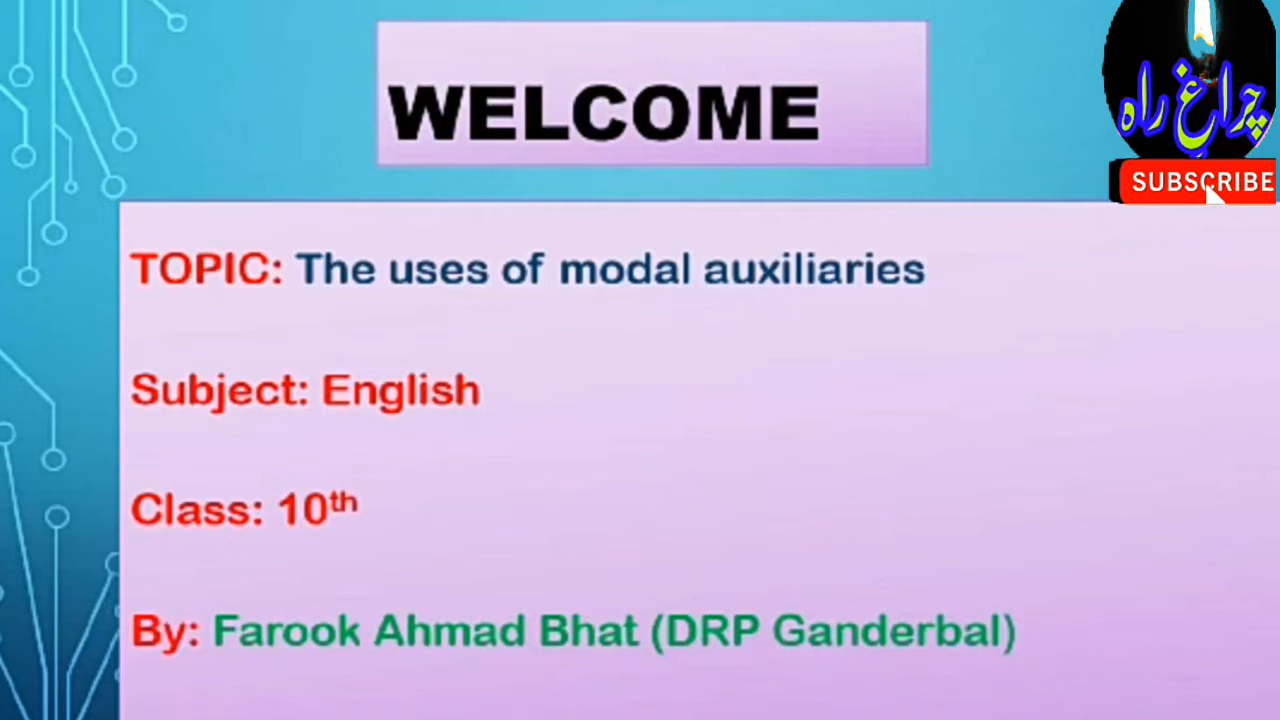 WELCOME
چراغ راہ
SUBSCRIBE
TOPIC: The uses of modal auxiliaries
Subject: English
Class: 10th
By: Farook Ahmad Bhat (DRP Ganderbal)